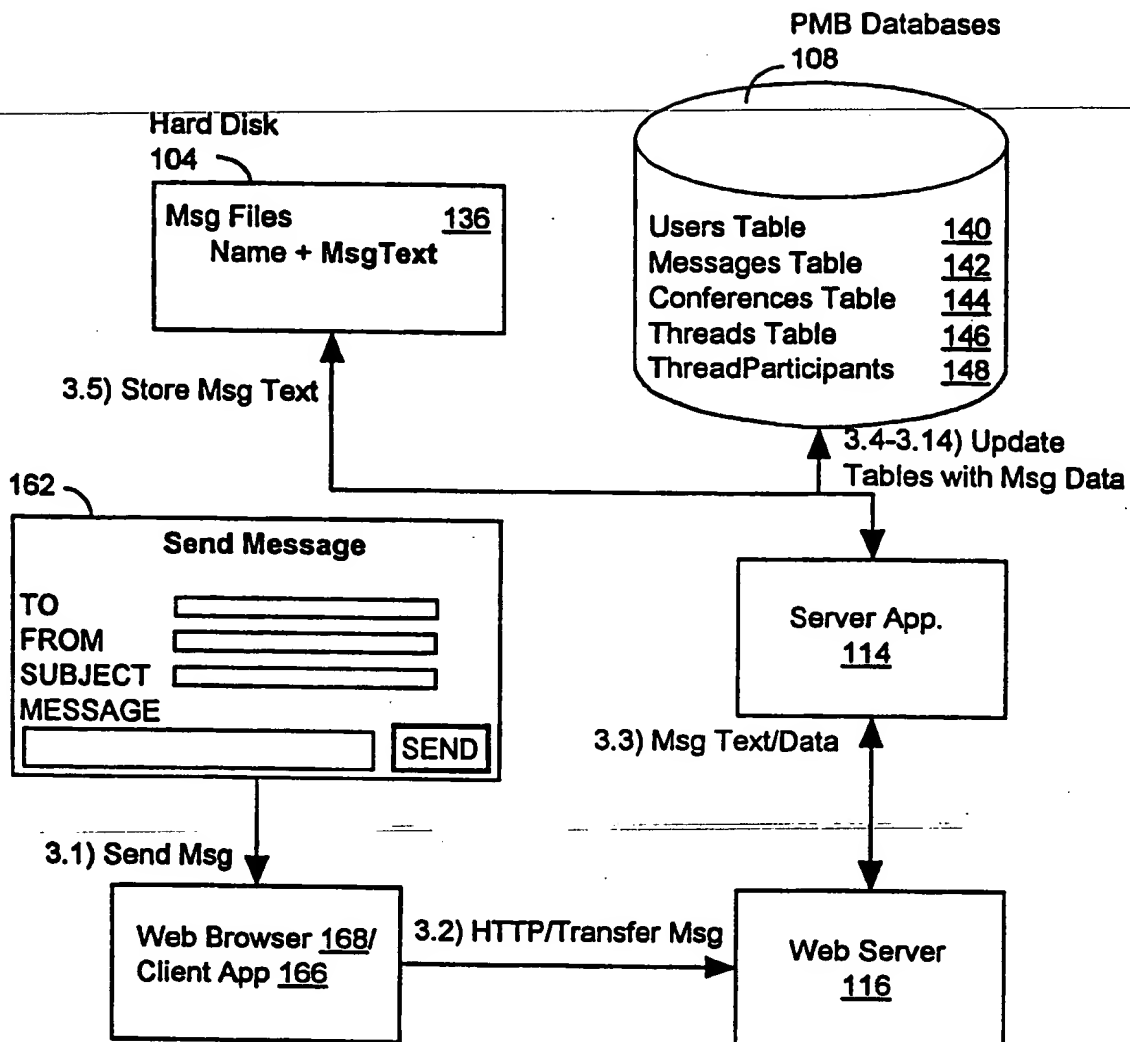 PMB Databases
108
Hard Disk
104
Msg Files 136
Name + MsgText
Users Table 140
Messages Table 142
Conferences Table 144
Threads Table 146
ThreadParticipants 148
3.5) Store Msg Text
3.4-3.14) Update
Tables with Msg Data
162
Send Message
TO
FROM
SUBJECT
MESSAGE
SEND
Server App.
114
3.3) Msg Text/Data
3.1) Send Msg
Web Browser 168/
Client App 166
3.2) HTTP/Transfer Msg
Web Server
116